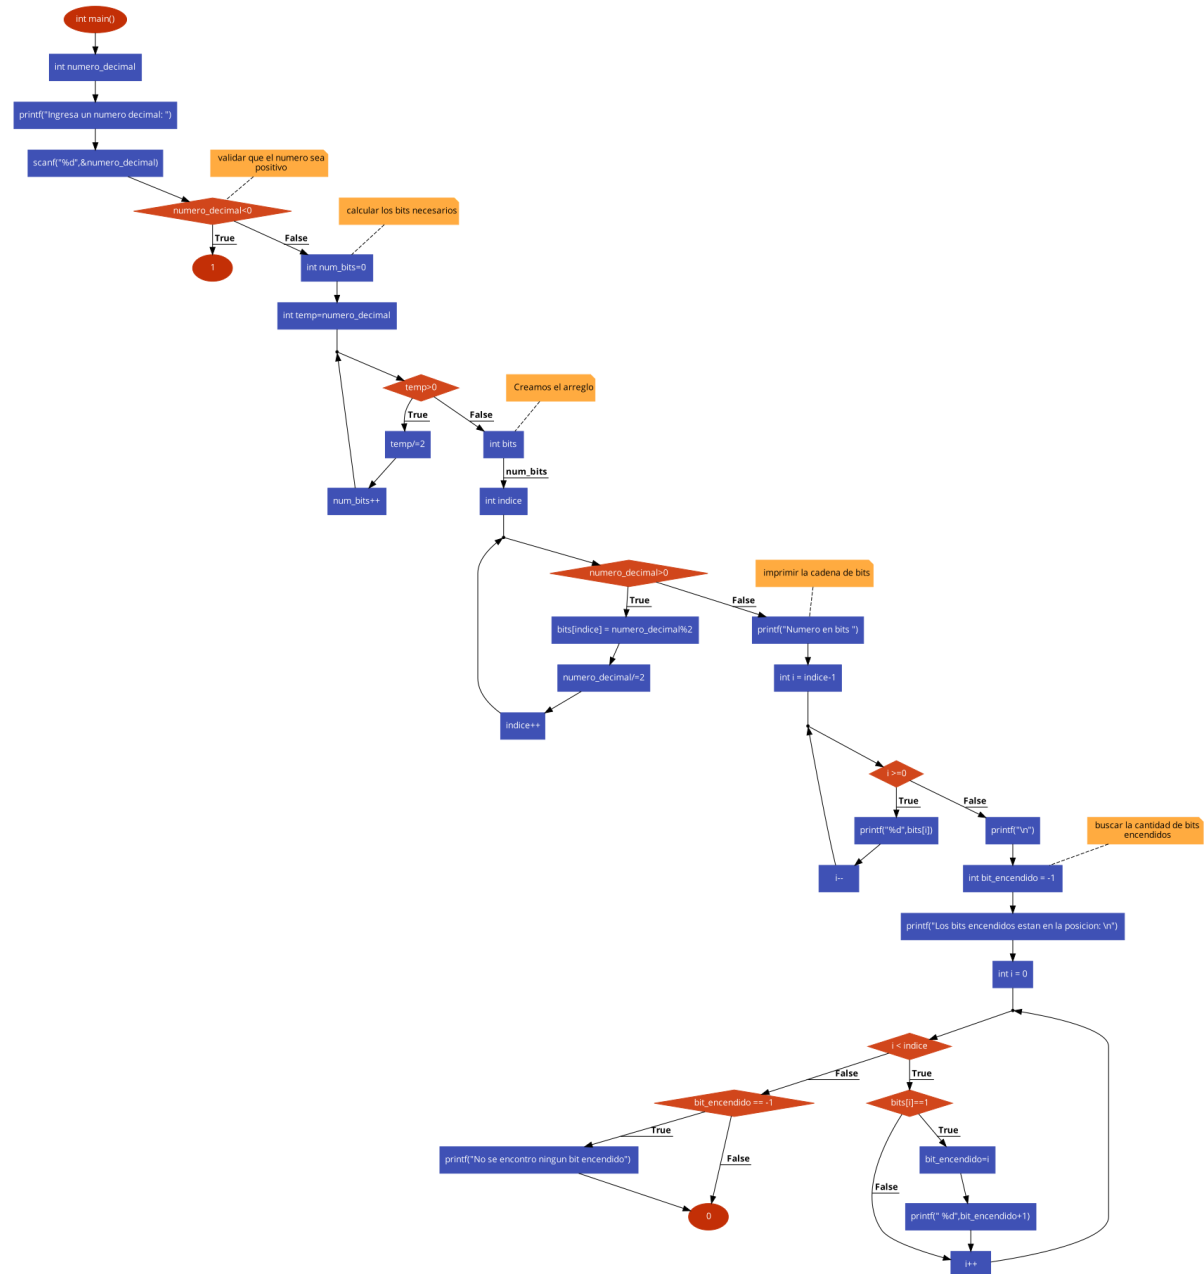 int main()
int numero_decimal
printf("Ingresa un numero decimal: ")
scanf("%d",&numero_decimal)
validar que el numero sea
positivo
numero_decimal<0
True
False
1
calcular los bits necesarios
int num_bits=0
int temp=numero_decimal
temp>0
True
False
temp/=2
num_bits++
Creamos el arreglo
int bits
num_bits
int indice
numero_decimal>0
True
False
bits[indice] = numero_decimal%2
numero_decimal/=2
indice++
imprimir la cadena de bits
printf("Numero en bits ")
int i = indice-1
i >=0
True
False
printf("%d",bits[i])
i--
printf("\n")
buscar la cantidad de bits
encendidos
int bit_encendido = -1
printf("Los bits encendidos estan en la posicion: \n")
int i = 0
i < indice
False
True
bit_encendido == -1
bits[i]==1
True
False
True
False
printf("No se encontro ningun bit encendido")
bit_encendido=i
0
printf(" %d",bit_encendido+1)
i++